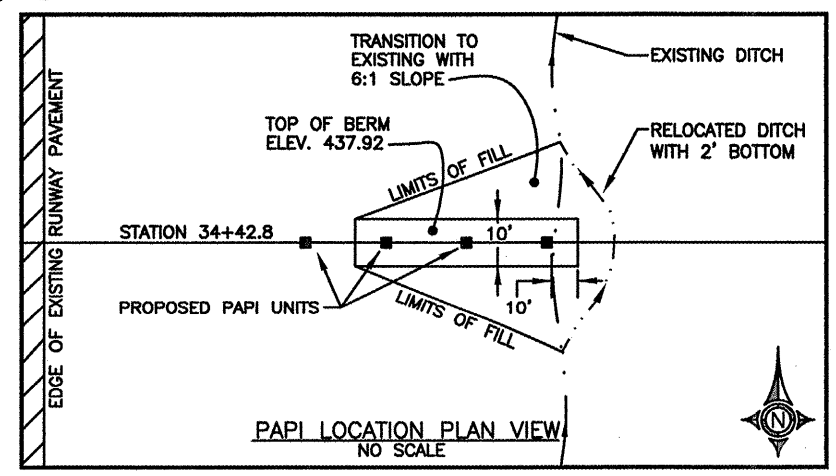 TRANSITION TO
EXISTING WITH
6:1 SLOPE
EXISTING DITCH
TOP OF BERM
ELEV. 437.92
RELOCATED DITCH
WITH 2' BOTTOM
LIMITS OF FILL
EDGE OF EXISTING RUNWAY PAVEMENT
STATION 34+42.8
10'
PROPOSED PAPI UNITS
10'
LIMITS OF FILL
PAPI LOCATION PLAN VIEW
NO SCALE
N